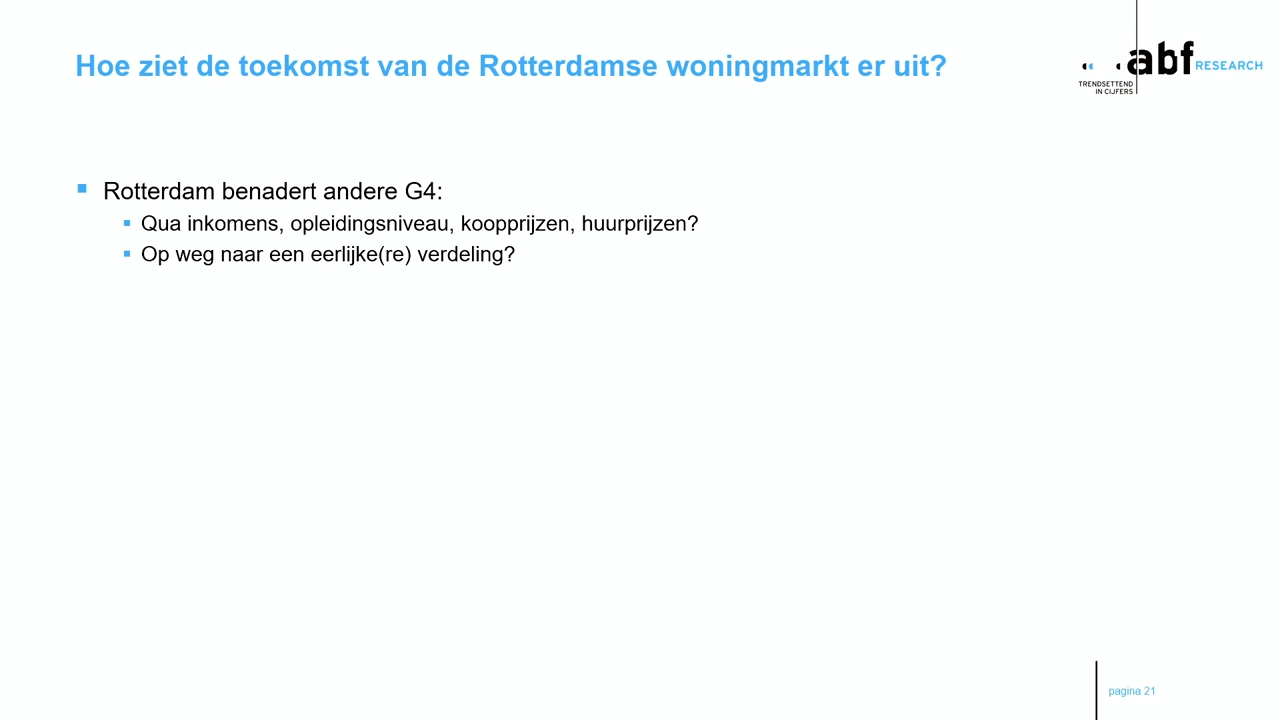 Hoe ziet de toekomst van de Rotterdamse woningmarkt er uit?
abf RESEARCH
TRENDSETTEND
IN CIJFERS
Rotterdam benadert andere G4:
Qua inkomens, opleidingsniveau, koopprijzen, huurprijzen?
Op weg naar een eerlijke(re) verdeling?
pagina 21